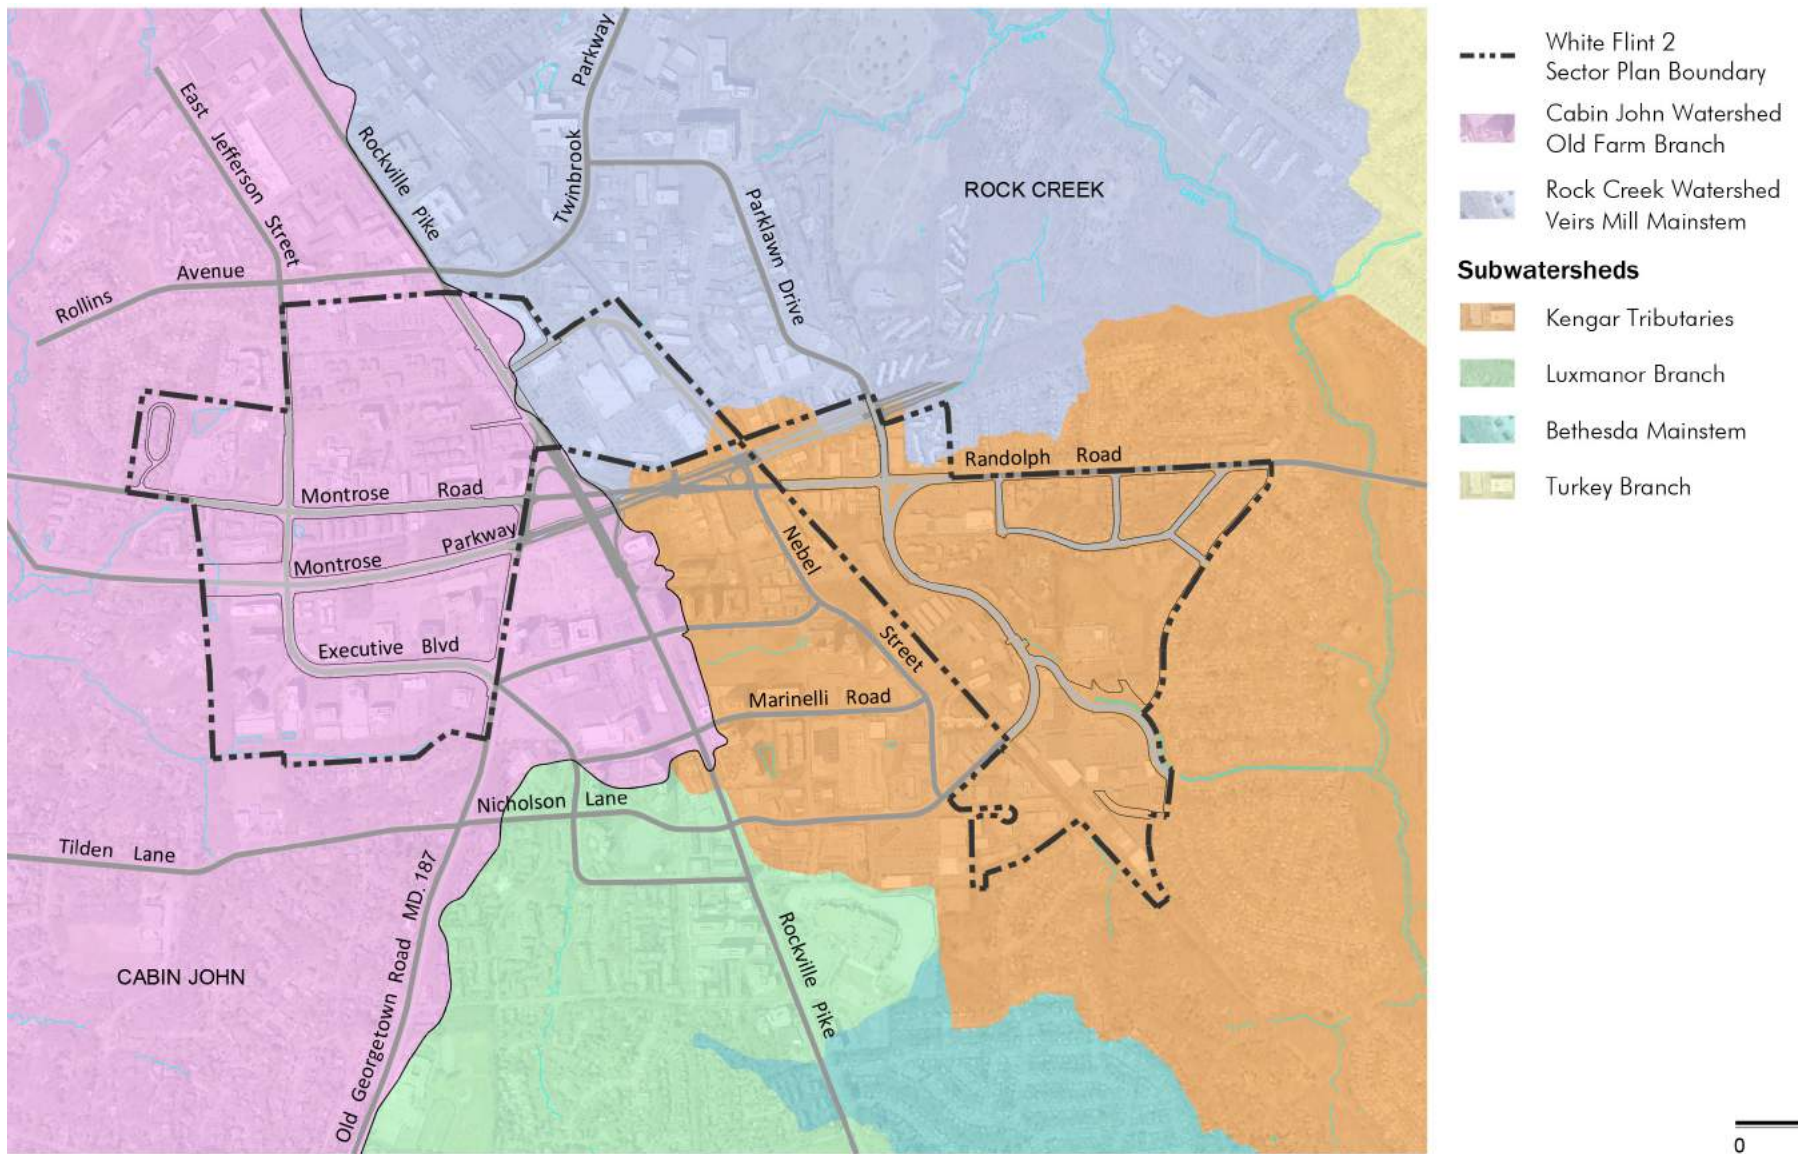 Parkway
Twinbrook
East Jefferson Street
Rockville Pike
Parklawn Drive
ROCK CREEK
Rollins Avenue
Randolph Road
Montrose Road
Montrose Parkway
Nebel Street
Executive Blvd
Marinelli Road
Nicholson Lane
Tilden Lane
Old Georgetown Road MD. 187
Rockville Pike
CABIN JOHN
White Flint 2
Sector Plan Boundary
Cabin John Watershed
Old Farm Branch
Rock Creek Watershed
Veirs Mill Mainstem
Subwatersheds
Kengar Tributaries
Luxmanor Branch
Bethesda Mainstem
Turkey Branch
0